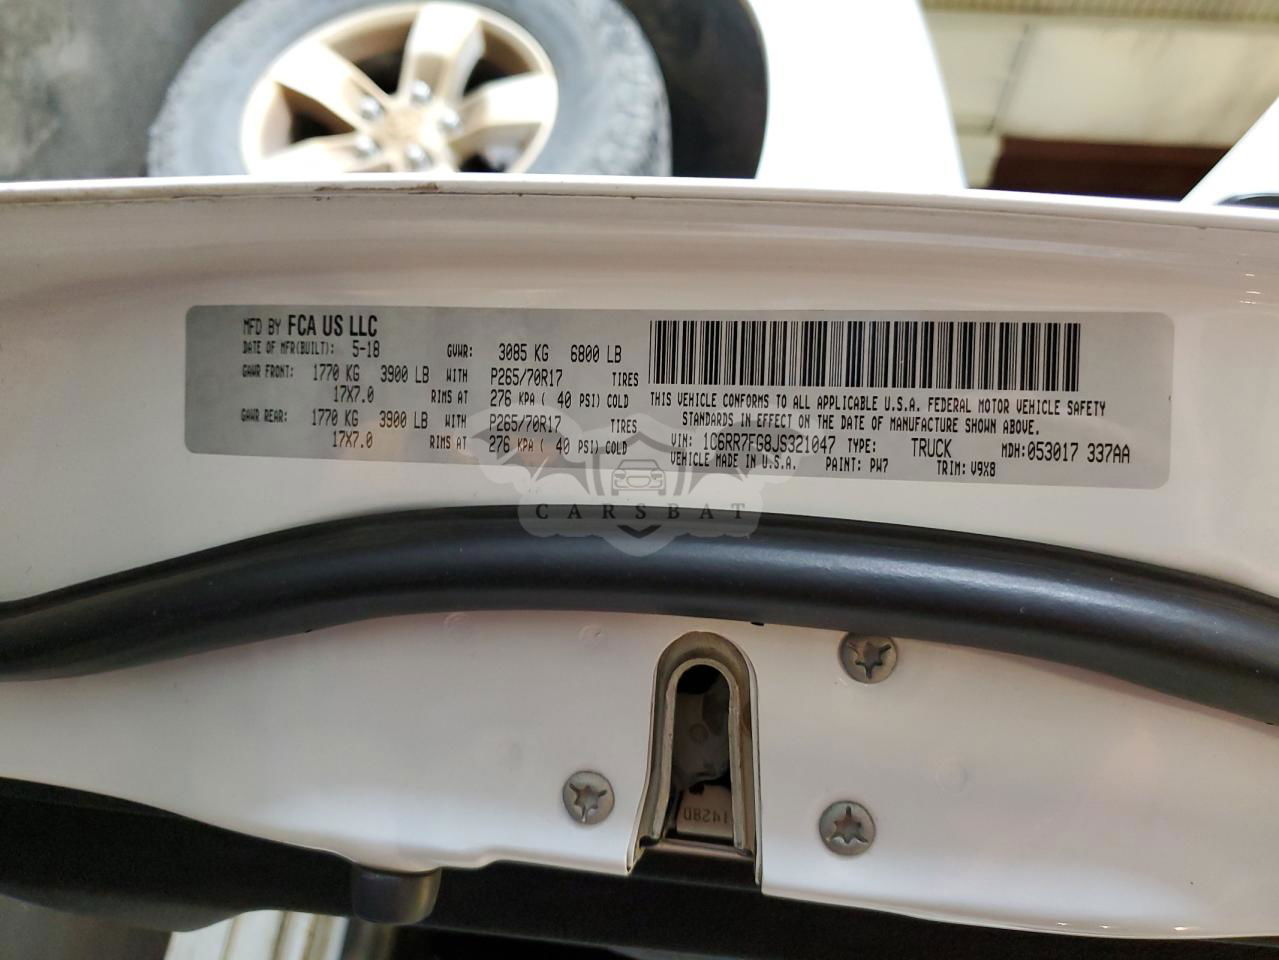 MFD BY FCA US LLC
DATE OF MFR(BUILT): 5-18 GVWR: 3085 KG 6800 LB
GAWR FRONT: 1770 KG 3900 LB WITH P265/70R17 TIRES
17X7.0 RIMS AT 276 KPA ( 40 PSI) COLD
GAWR REAR: 1770 KG 3900 LB WITH P265/70R17 TIRES
17X7.0 RIMS AT 276 KPA ( 40 PSI) COLD
THIS VEHICLE CONFORMS TO ALL APPLICABLE U.S.A. FEDERAL MOTOR VEHICLE SAFETY
STANDARDS IN EFFECT ON THE DATE OF MANUFACTURE SHOWN ABOVE.
VIN: 1C6RR7FG8JS321047 TYPE: TRUCK MDH:053017 337AA
VEHICLE MADE IN U.S.A. PAINT: PW7 TRIM: V9X8
CARSBAT